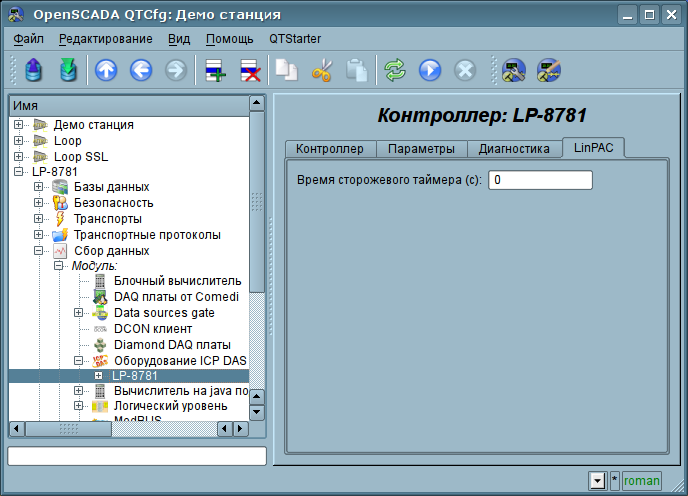 OpenSCADA QTCfg: Демо станция
Файл Редактирование Вид Помощь QTStarter
Имя
Демо станция
Loop
Loop SSL
LP-8781
Базы данных
Безопасность
Транспорты
Транспортные протоколы
Сбор данных
Модуль:
Блочный вычислитель
DAQ платы от Comedi
Data sources gate
DCON клиент
Diamond DAQ платы
Оборудование ICP DAS
LP-8781
Вычислитель на java по
Логический уровень
ModBUS
Контроллер: LP-8781
Контроллер Параметры Диагностика LinPAC
Время сторожевого таймера (с): 0
* roman